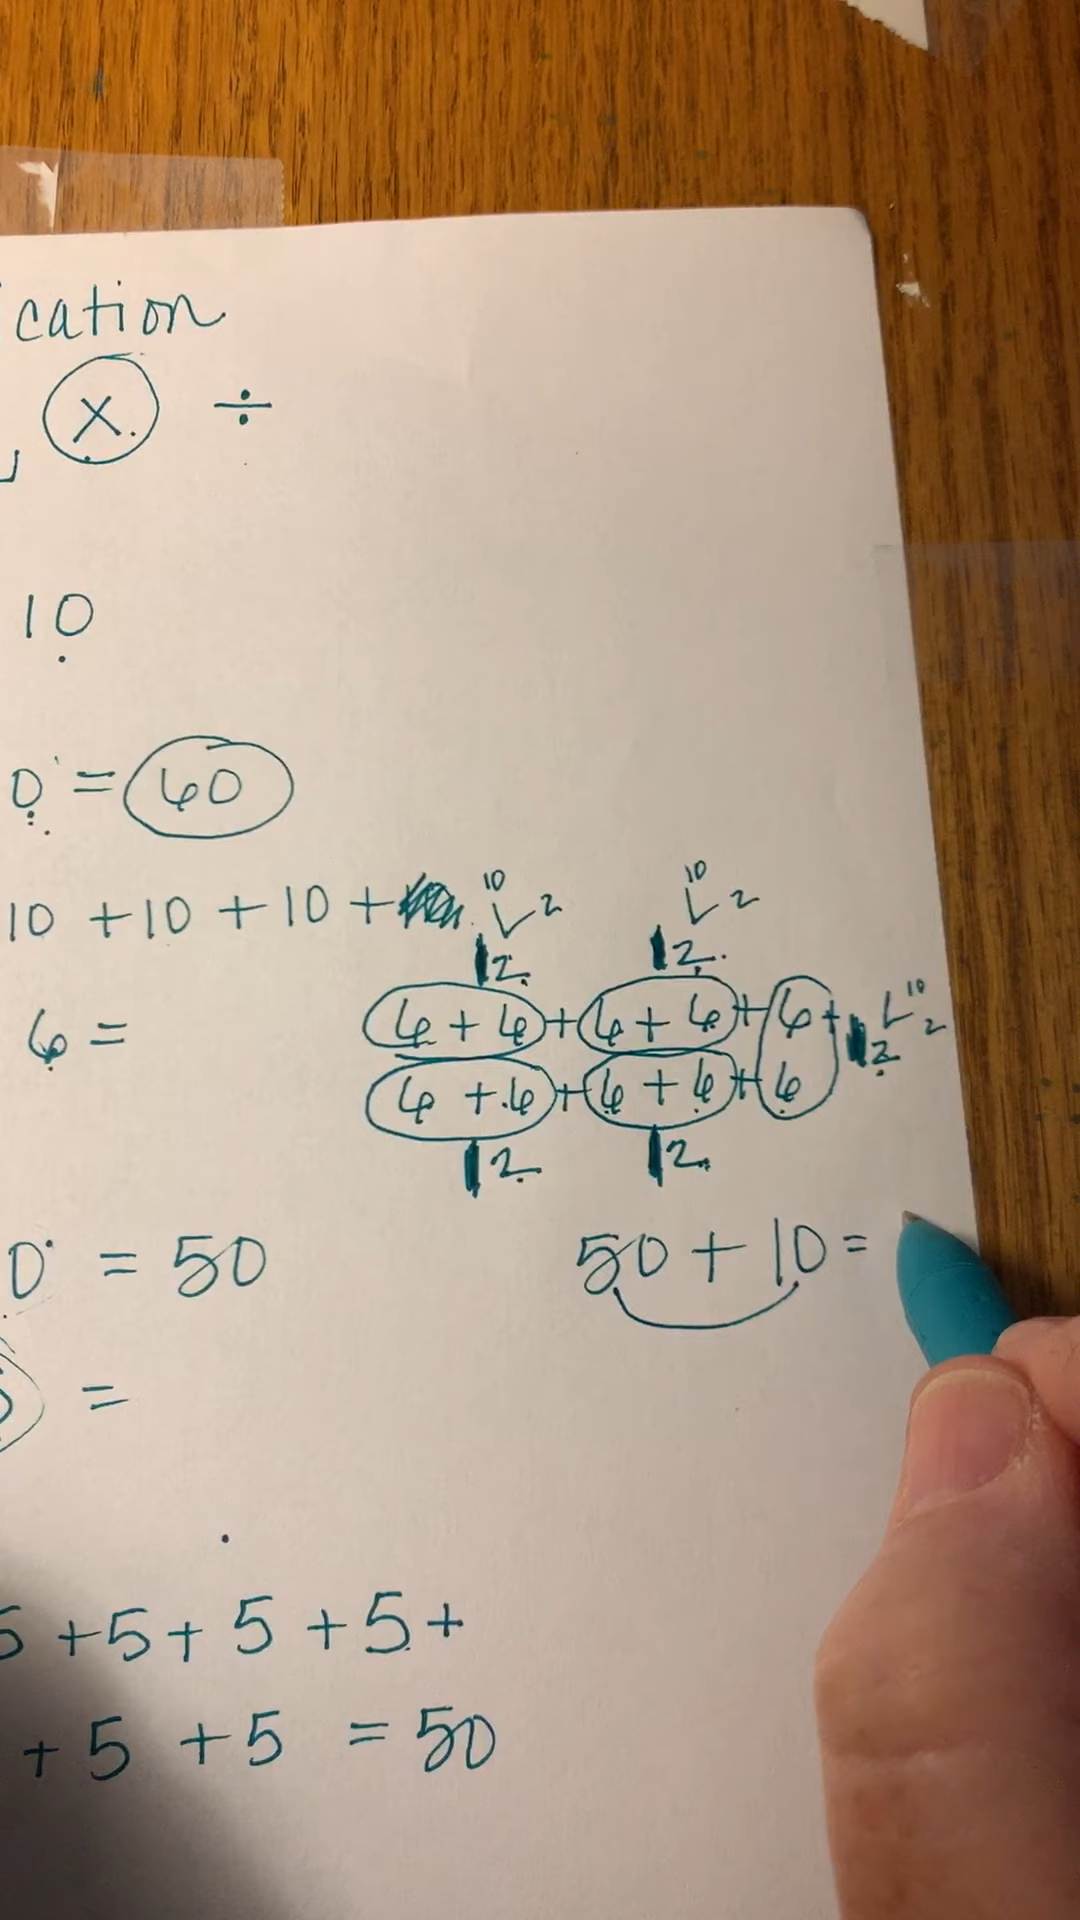 cation
× ÷
10
0 = 60
10 + 10 + 10 +
10 2 10 2
12 12
6 =
6 + 6 + 6 + 6 + 6 + 12 10 2
6 + 6 + 6 + 6 + 6
12 12
0 = 50
50 + 10 =
=
5 + 5 + 5 + 5 +
+ 5 + 5 = 50